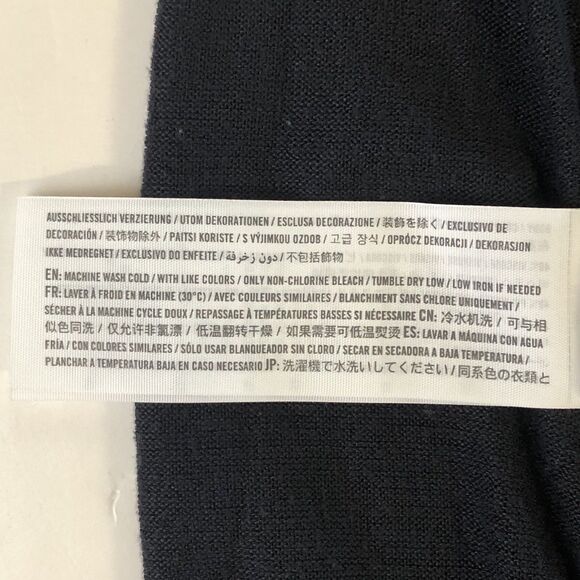 AUSSCHLIESSLICH VERZIERUNG / UTOM DEKORATIONEN / ESCLUSA DECORAZIONE / 装飾を除く / EXCLUSIVO DE
DECORACIÓN / 装饰物除外 / PAITSI KORISTE / S VÝJIMKOU OZDOB / 고급 장식 / OPRÓCZ DEKORACJI / DEKORASJON
IKKE MEDREGNET / EXCLUSIVO DO ENFEITE / دون زخرفة / 不包括飾物
EN: MACHINE WASH COLD / WITH LIKE COLORS / ONLY NON-CHLORINE BLEACH / TUMBLE DRY LOW / LOW IRON IF NEEDED
FR: LAVER À FROID EN MACHINE (30°C) / AVEC COULEURS SIMILAIRES / BLANCHIMENT SANS CHLORE UNIQUEMENT /
SÉCHER À LA MACHINE CYCLE DOUX / REPASSAGE À TEMPÉRATURES BASSES SI NÉCESSAIRE CN: 冷水机洗 / 可与相
似色同洗 / 仅允许非氯漂 / 低温翻转干燥 / 如果需要可低温熨烫 ES: LAVAR A MÁQUINA CON AGUA
FRÍA / CON COLORES SIMILARES / SÓLO USAR BLANQUEADOR SIN CLORO / SECAR EN SECADORA A BAJA TEMPERATURA /
PLANCHAR A TEMPERATURA BAJA EN CASO NECESARIO JP: 洗濯機で水洗いしてください / 同系色の衣類と